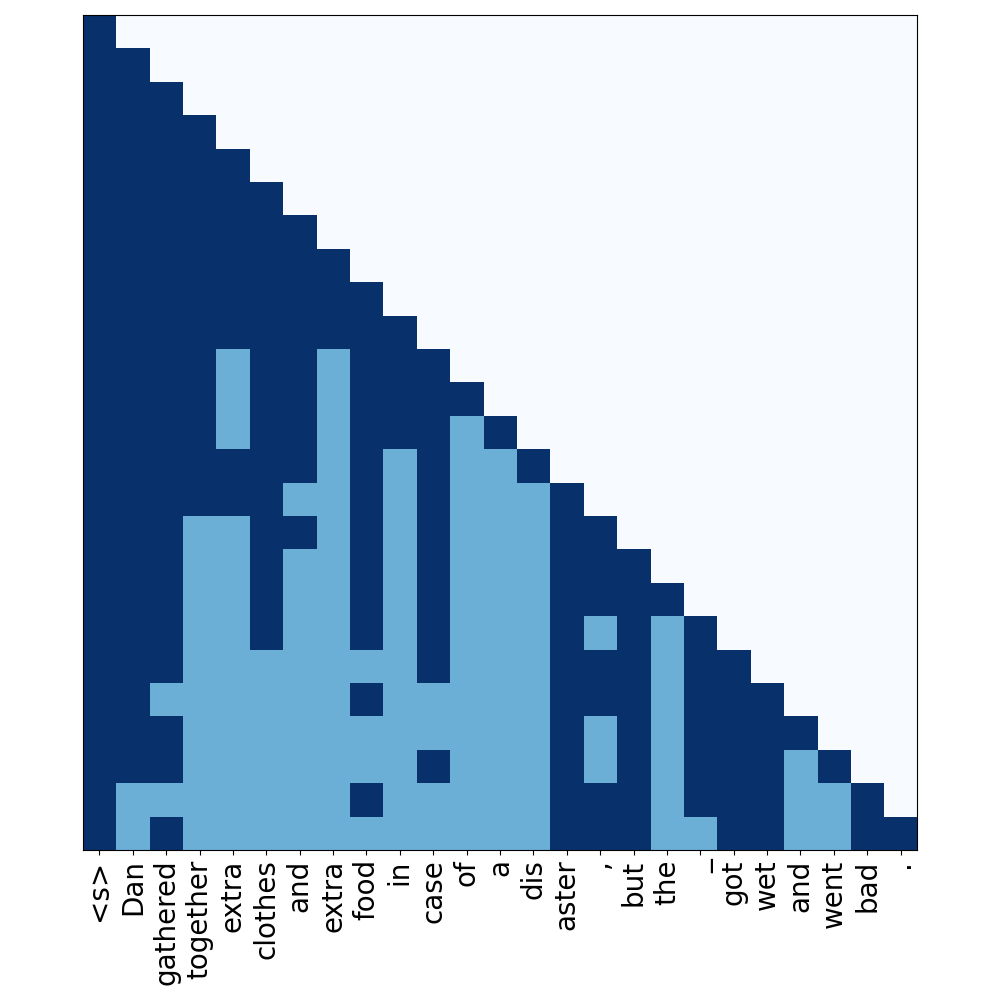 <s> Dan gathered together extra clothes and extra food in case of a dis aster , but the _ got wet and went bad .